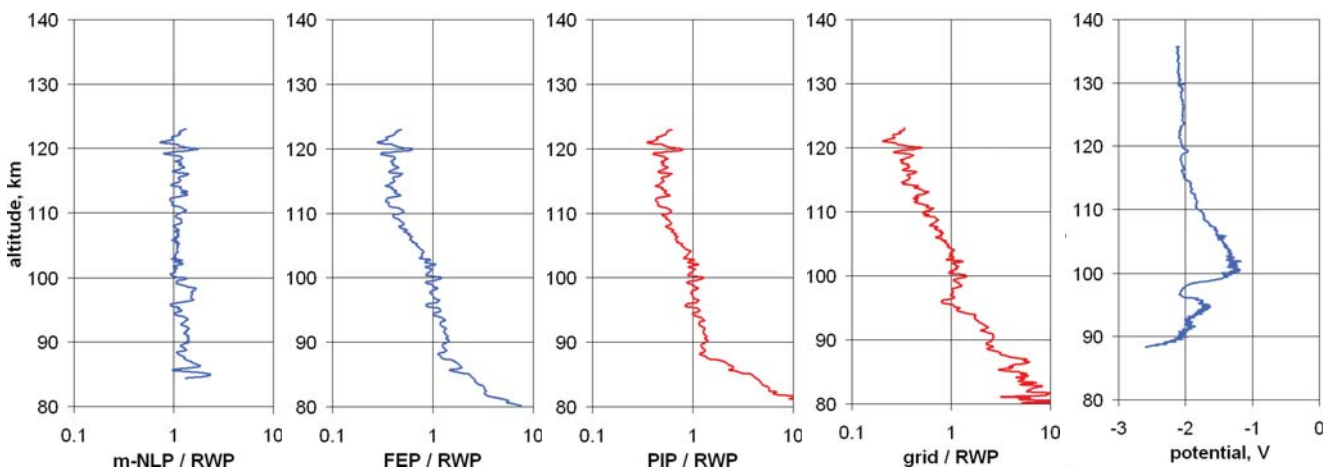 140 140 140 140 140
130 130 130 130 130
120 120 120 120 120
altitude, km
110 110 110 110 110
100 100 100 100 100
90 90 90 90 90
80 80 80 80 80
0.1 1 10 0.1 1 10 0.1 1 10 0.1 1 10 -3 -2 -1 0
m-NLP / RWP FEP / RWP PIP / RWP grid / RWP potential, V